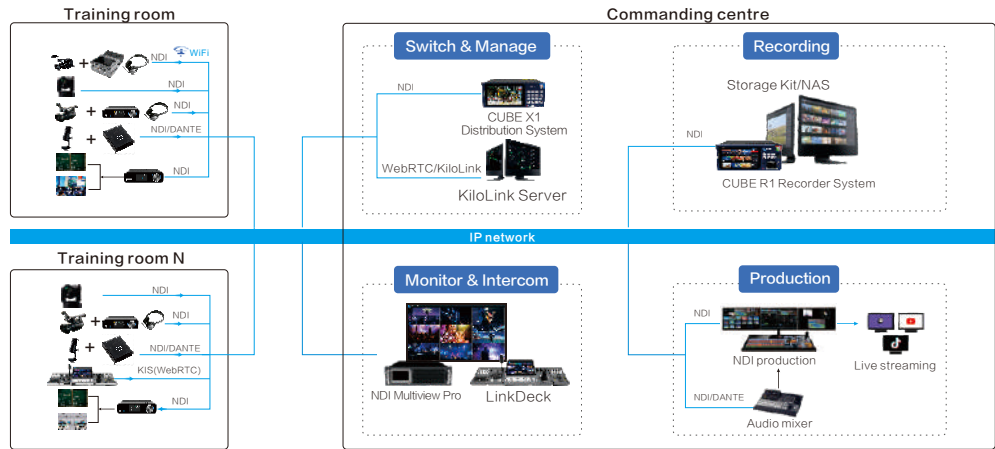 Training room
NDI
WiFi
NDI
NDI
NDI/DANTE
NDI
Commanding centre
Switch & Manage
NDI
CUBE X1
Distribution System
WebRTC/KiloLink
KiloLink Server
Recording
Storage Kit/NAS
NDI
CUBE R1 Recorder System
IP network
Training room N
NDI
NDI
NDI/DANTE
KIS(WebRTC)
NDI
Monitor & Intercom
NDI Multiview Pro
LinkDeck
Production
NDI
NDI production
Live streaming
NDI/DANTE
Audio mixer